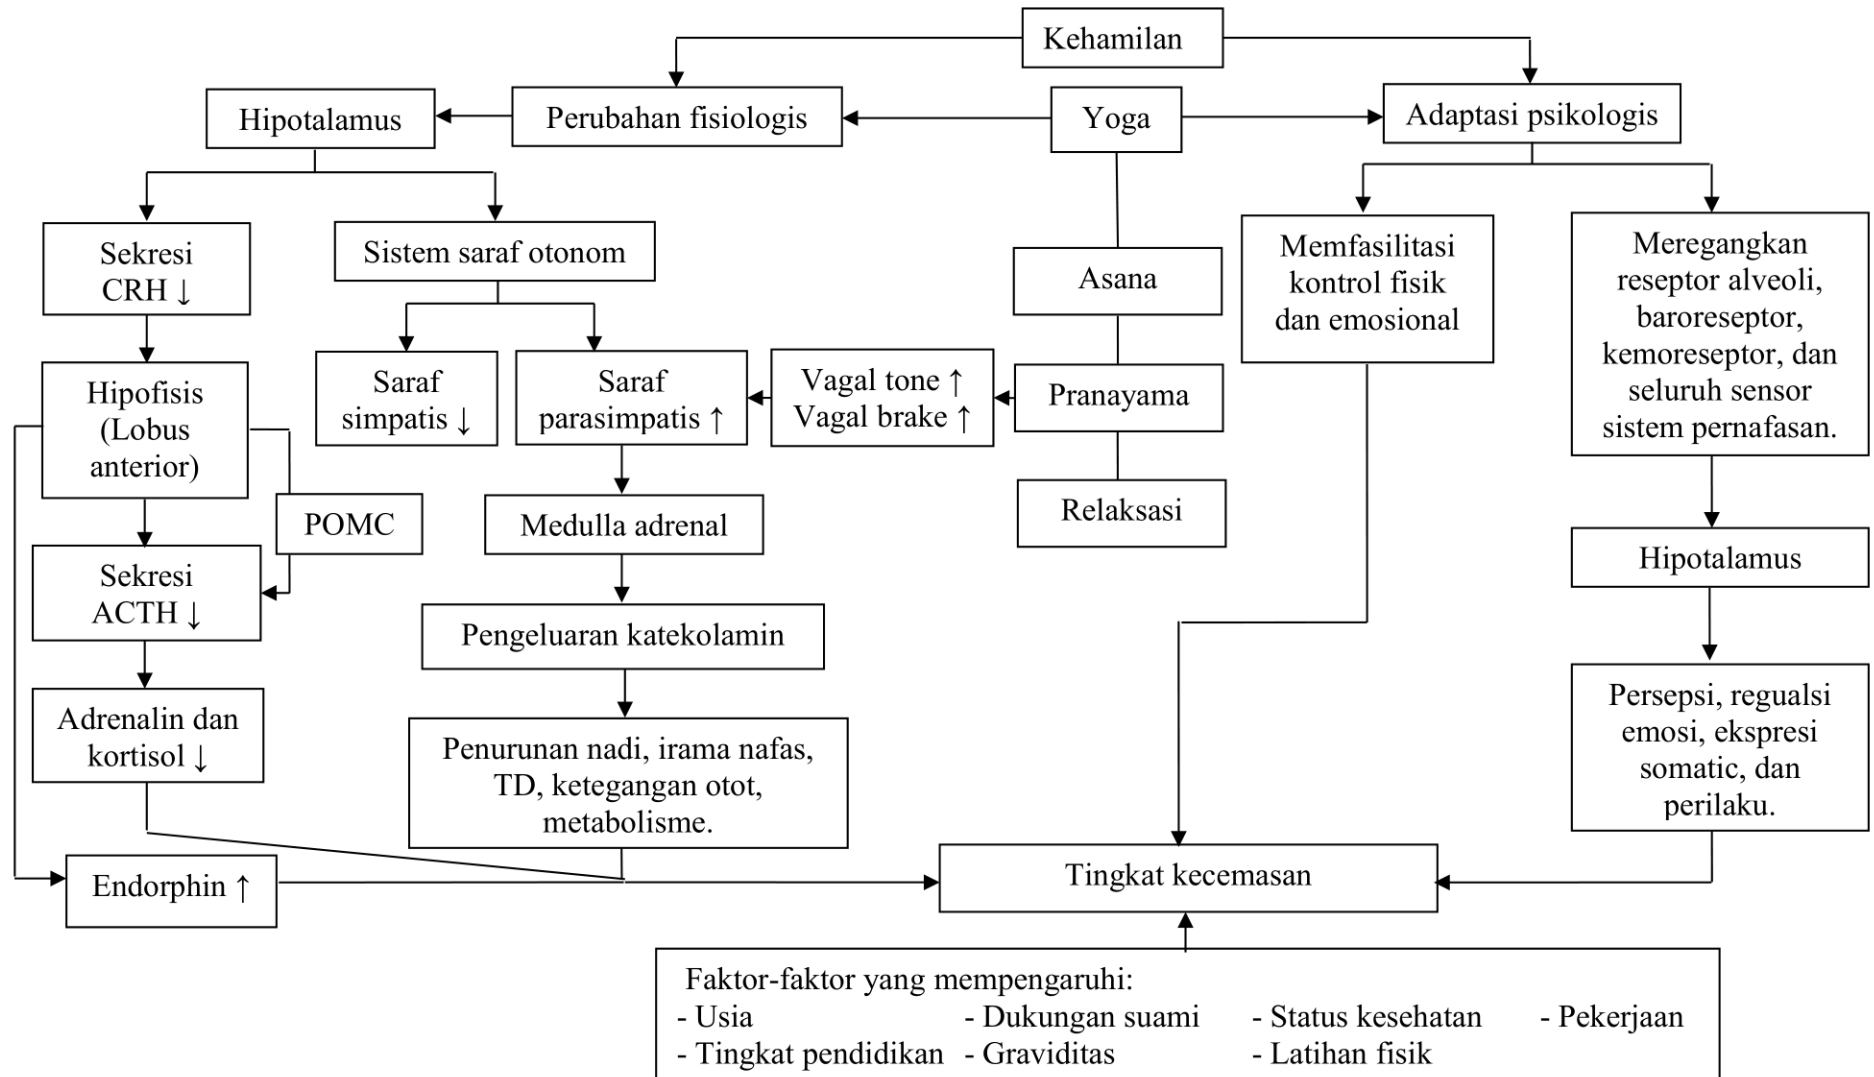 Kehamilan
Hipotalamus
Perubahan fisiologis
Yoga
Adaptasi psikologis
Sekresi
CRH ↓
Sistem saraf otonom
Asana
Memfasilitasi
kontrol fisik
dan emosional
Meregangkan
reseptor alveoli,
baroreseptor,
kemoreseptor, dan
seluruh sensor
sistem pernafasan.
Hipofisis
(Lobus
anterior)
Saraf
simpatis ↓
Saraf
parasimpatis ↑
Vagal tone ↑
Vagal brake ↑
Pranayama
POMC
Medulla adrenal
Relaksasi
Hipotalamus
Sekresi
ACTH ↓
Pengeluaran katekolamin
Adrenalin dan
kortisol ↓
Penurunan nadi, irama nafas,
TD, ketegangan otot,
metabolisme.
Persepsi, regualsi
emosi, ekspresi
somatic, dan
perilaku.
Endorphin ↑
Tingkat kecemasan
Faktor-faktor yang mempengaruhi:
- Usia - Dukungan suami - Status kesehatan - Pekerjaan
- Tingkat pendidikan - Graviditas - Latihan fisik